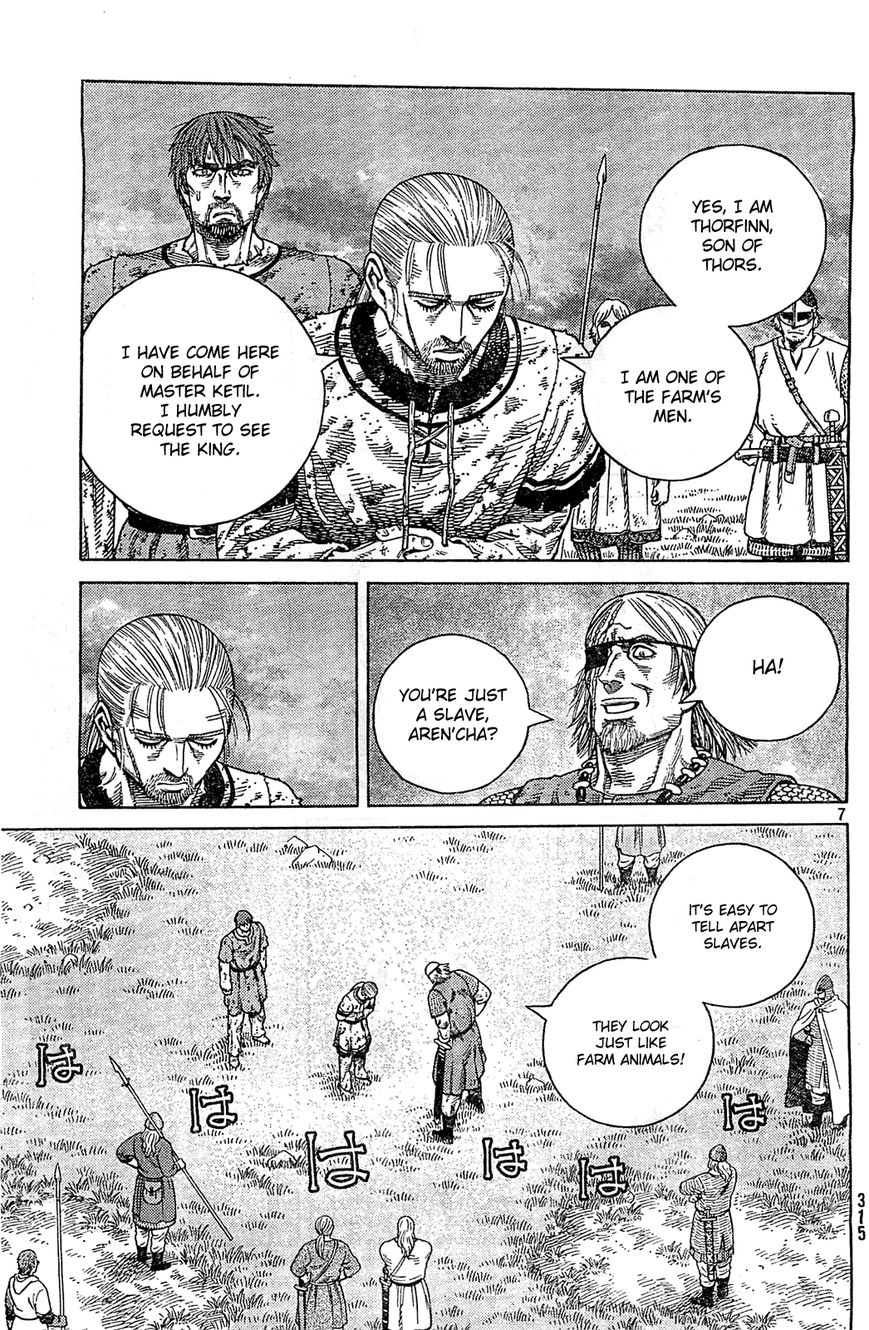 YES, I AM
THORFINN,
SON OF
THORS.
I AM ONE OF
THE FARM'S
MEN.
I HAVE COME HERE
ON BEHALF OF
MASTER KETIL.
I HUMBLY
REQUEST TO SEE
THE KING.
HA!
YOU'RE JUST
A SLAVE,
AREN'CHA?
7
IT'S EASY TO
TELL APART
SLAVES.
THEY LOOK
JUST LIKE
FARM ANIMALS!
は
は
は
は
は
は
315